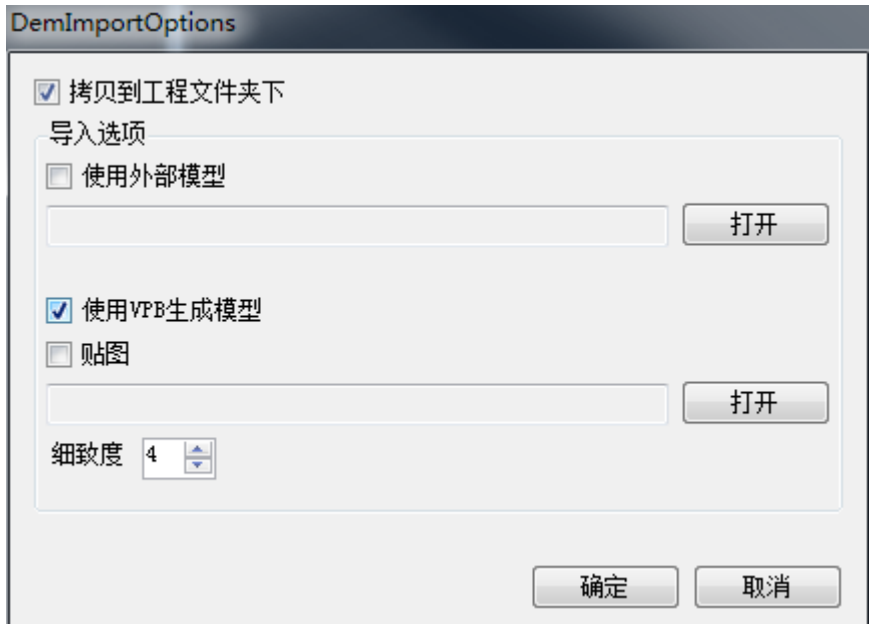 DemImportOptions
拷贝到工程文件夹下
导入选项
使用外部模型
打开
使用VPB生成模型
贴图
打开
细致度 4
确定 取消